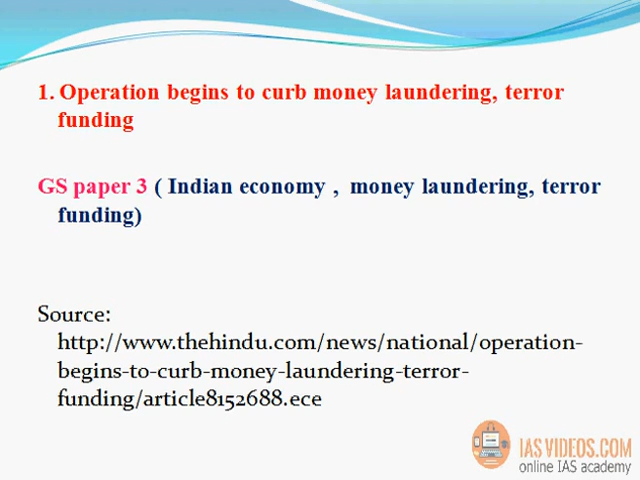 1. Operation begins to curb money laundering, terror
funding
GS paper 3 ( Indian economy , money laundering, terror
funding)
Source:
http://www.thehindu.com/news/national/operation-
begins-to-curb-money-laundering-terror-
funding/article8152688.ece
IASVIDEOS.COM
online IAS academy